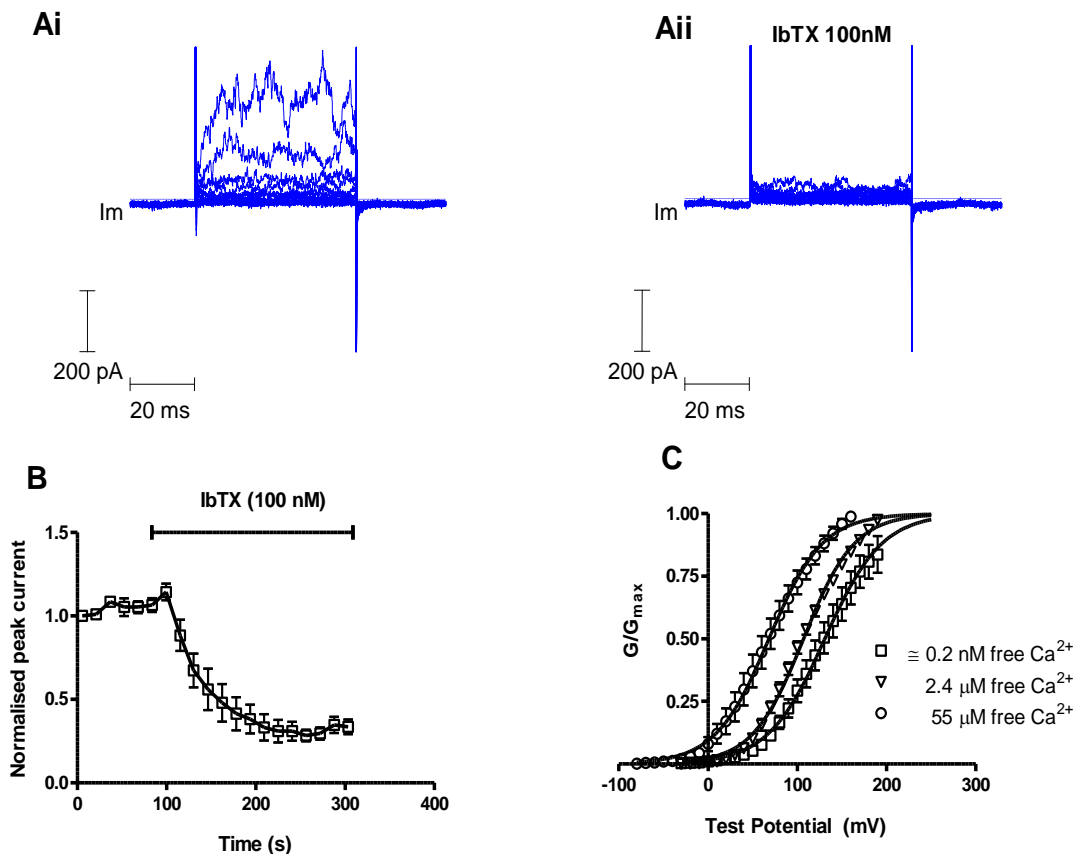 Ai
Aii
IbTX 100nM
Im
Im
200 pA
20 ms
200 pA
20 ms
B
IbTX (100 nM)
Normalised peak current
1.5
1.0
0.5
0.0
0
100
200
300
400
Time (s)
C
G/Gmax
1.00
0.75
0.50
0.25
-100
0
100
200
300
Test Potential (mV)
≅ 0.2 nM free Ca²⁺
2.4 µM free Ca²⁺
55 µM free Ca²⁺